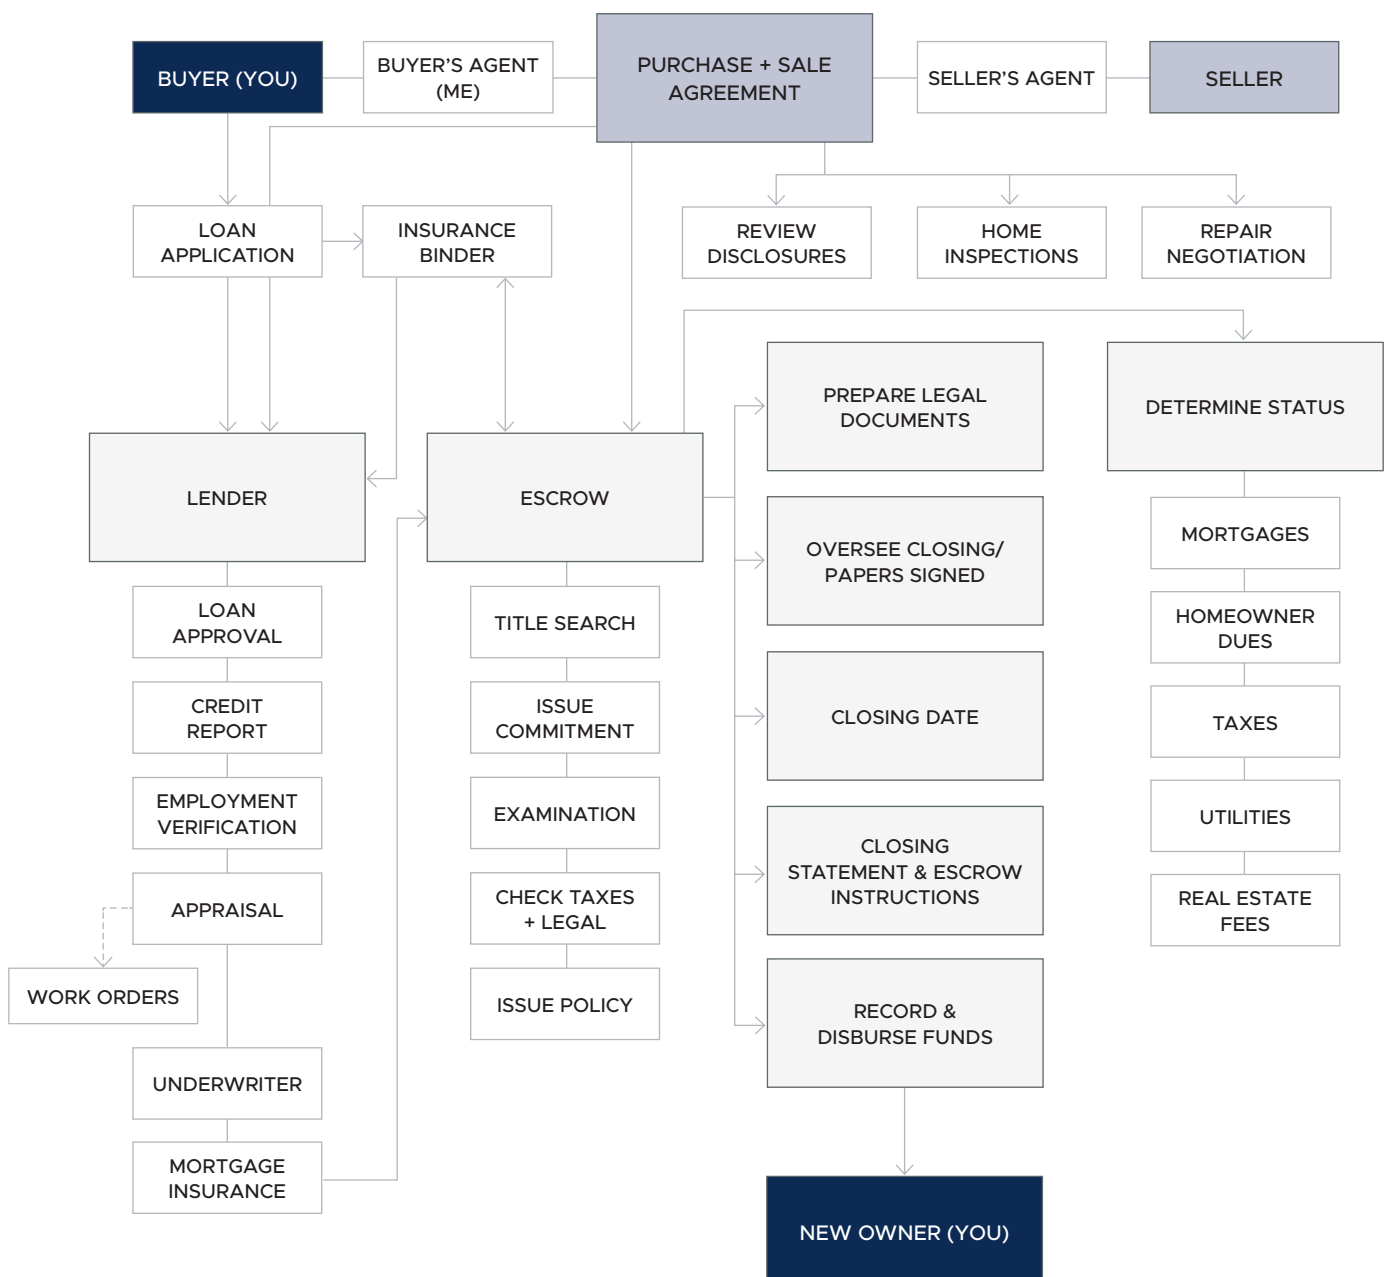 BUYER (YOU)
BUYER'S AGENT
(ME)
PURCHASE + SALE
AGREEMENT
SELLER'S AGENT
SELLER
LOAN
APPLICATION
INSURANCE
BINDER
REVIEW
DISCLOSURES
HOME
INSPECTIONS
REPAIR
NEGOTIATION
LENDER
ESCROW
PREPARE LEGAL
DOCUMENTS
DETERMINE STATUS
OVERSEE CLOSING/
PAPERS SIGNED
CLOSING DATE
CLOSING
STATEMENT & ESCROW
INSTRUCTIONS
RECORD &
DISBURSE FUNDS
MORTGAGES
HOMEOWNER
DUES
TAXES
UTILITIES
REAL ESTATE
FEES
LOAN
APPROVAL
CREDIT
REPORT
EMPLOYMENT
VERIFICATION
APPRAISAL
WORK ORDERS
UNDERWRITER
MORTGAGE
INSURANCE
TITLE SEARCH
ISSUE
COMMITMENT
EXAMINATION
CHECK TAXES
+ LEGAL
ISSUE POLICY
NEW OWNER (YOU)